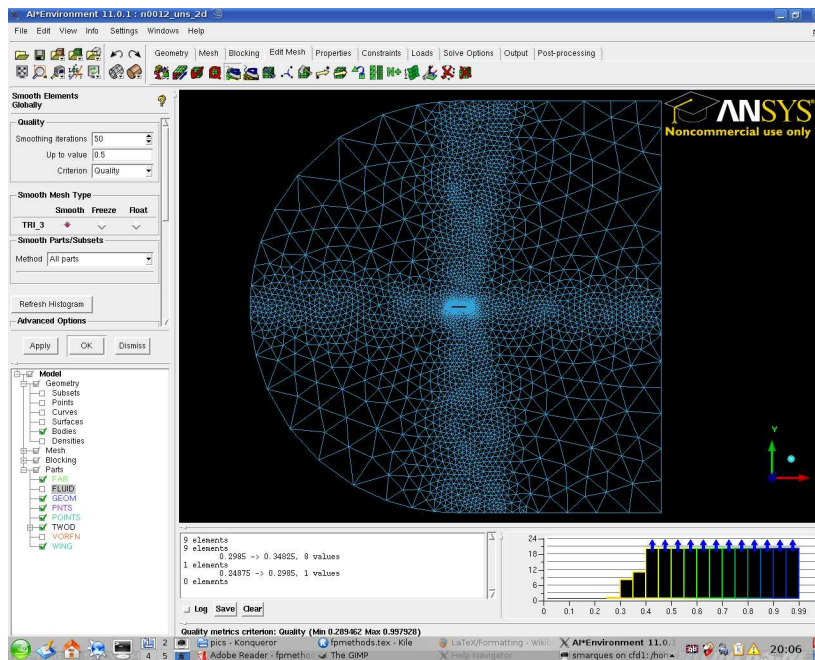 AI*Environment 11.0.1 : n0012_uns_2d
File Edit View Info Settings Windows Help
Geometry Mesh Blocking Edit Mesh Properties Constraints Loads Solve Options Output Post-processing
Smooth Elements
Globally
Quality
Smoothing iterations 50
Up to value 0.5
Criterion Quality
Smooth Mesh Type
Smooth Freeze Float
TRI_3
Smooth Parts/Subsets
Method All parts
Refresh Histogram
Advanced Options
Apply OK Dismiss
Model
Geometry
Subsets
Points
Curves
Surfaces
Bodies
Densities
Mesh
Blocking
Parts
FAR
FLUID
GEOM
PNTS
POINTS
TWOD
VORFN
WING
ANSYS
Noncommercial use only
Y
9 elements
9 elements
0.2985 -> 0.34825, 8 values
1 elements
0.24875 -> 0.2985, 1 values
0 elements
Log Save Clear
24
18
12
6
0
0 0.1 0.2 0.3 0.4 0.5 0.6 0.7 0.8 0.9 0.99
Quality metrics criterion: Quality (Min 0.289462 Max 0.997928)
2
4 5
pics - Konqueror
fpmethods.tex - Kile
LaTeX/Formatting - Wikib
AI*Environment 11.0.
Adobe Reader - fpmetho
The GIMP
Help Navigator
smarques on cfd1: /hom
20:06